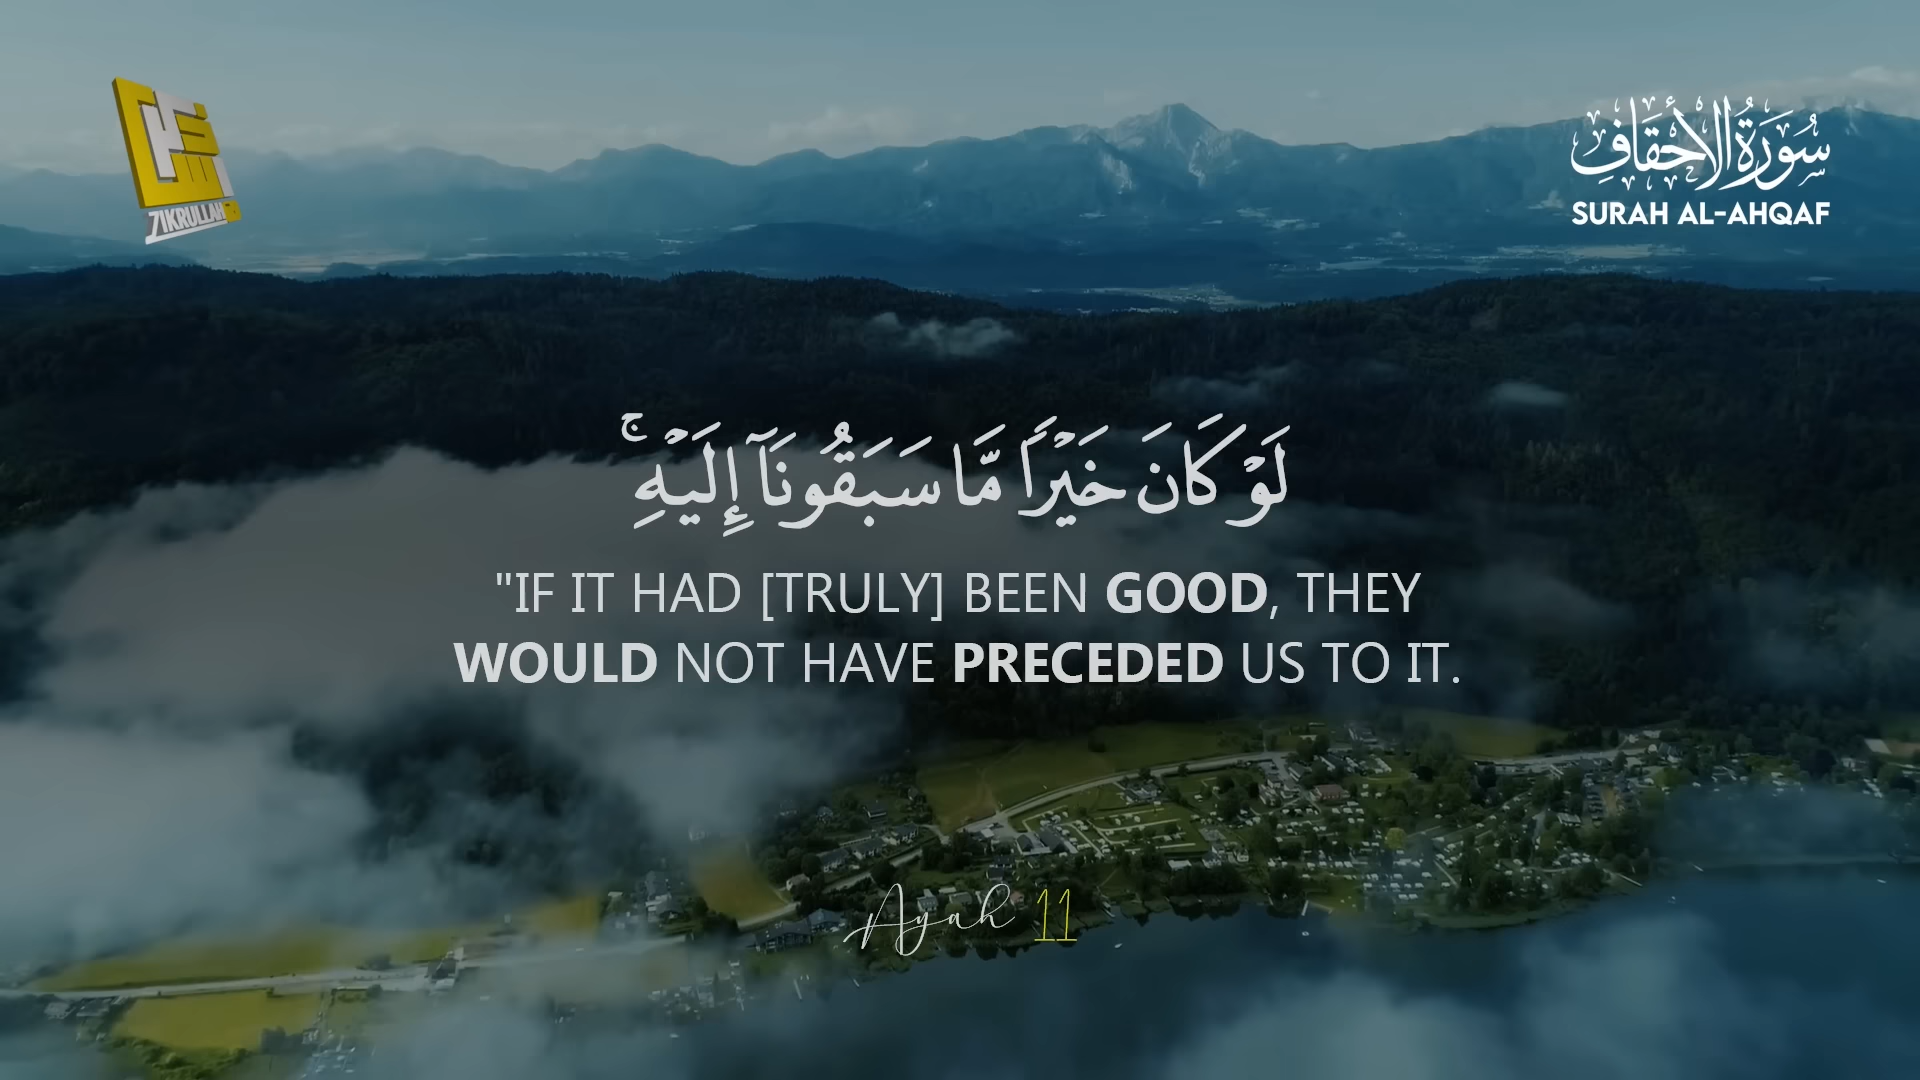 ZIKRULLAH
سُورَةُ الأَحْقَافِ
SURAH AL-AHQAF
لَوْ كَانَ خَيْرًا مَّا سَبَقُونَآ إِلَيْهِ ۚ
"IF IT HAD [TRULY] BEEN GOOD, THEY
WOULD NOT HAVE PRECEDED US TO IT.
Ayah 11